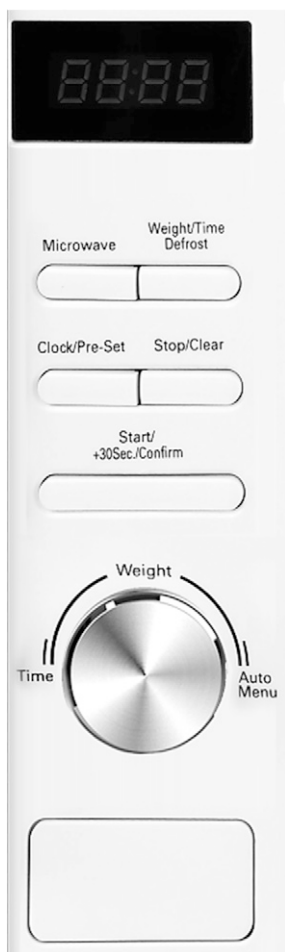 88:88
Microwave
Weight/Time
Defrost
Clock/Pre-Set
Stop/Clear
Start/
+30Sec./Confirm
Weight
Time
Auto
Menu